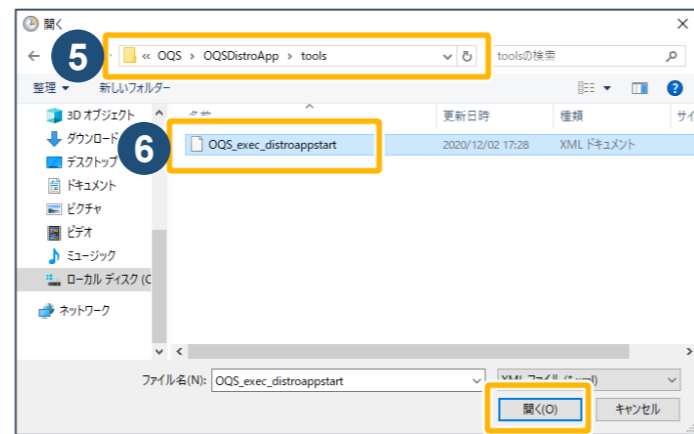 開く
5
« OQS › OQSDistroApp › tools
toolsの検索
整理
新しいフォルダー
3D オブジェクト
更新日時
種類
ダウンロード
6
OQS_exec_distroappstart
2020/12/02 17:28
XML ドキュメント
デスクトップ
ドキュメント
ピクチャ
ビデオ
ミュージック
ローカル ディスク (C
ネットワーク
ファイル名(N):
OQS_exec_distroappstart
開く(O)
キャンセル